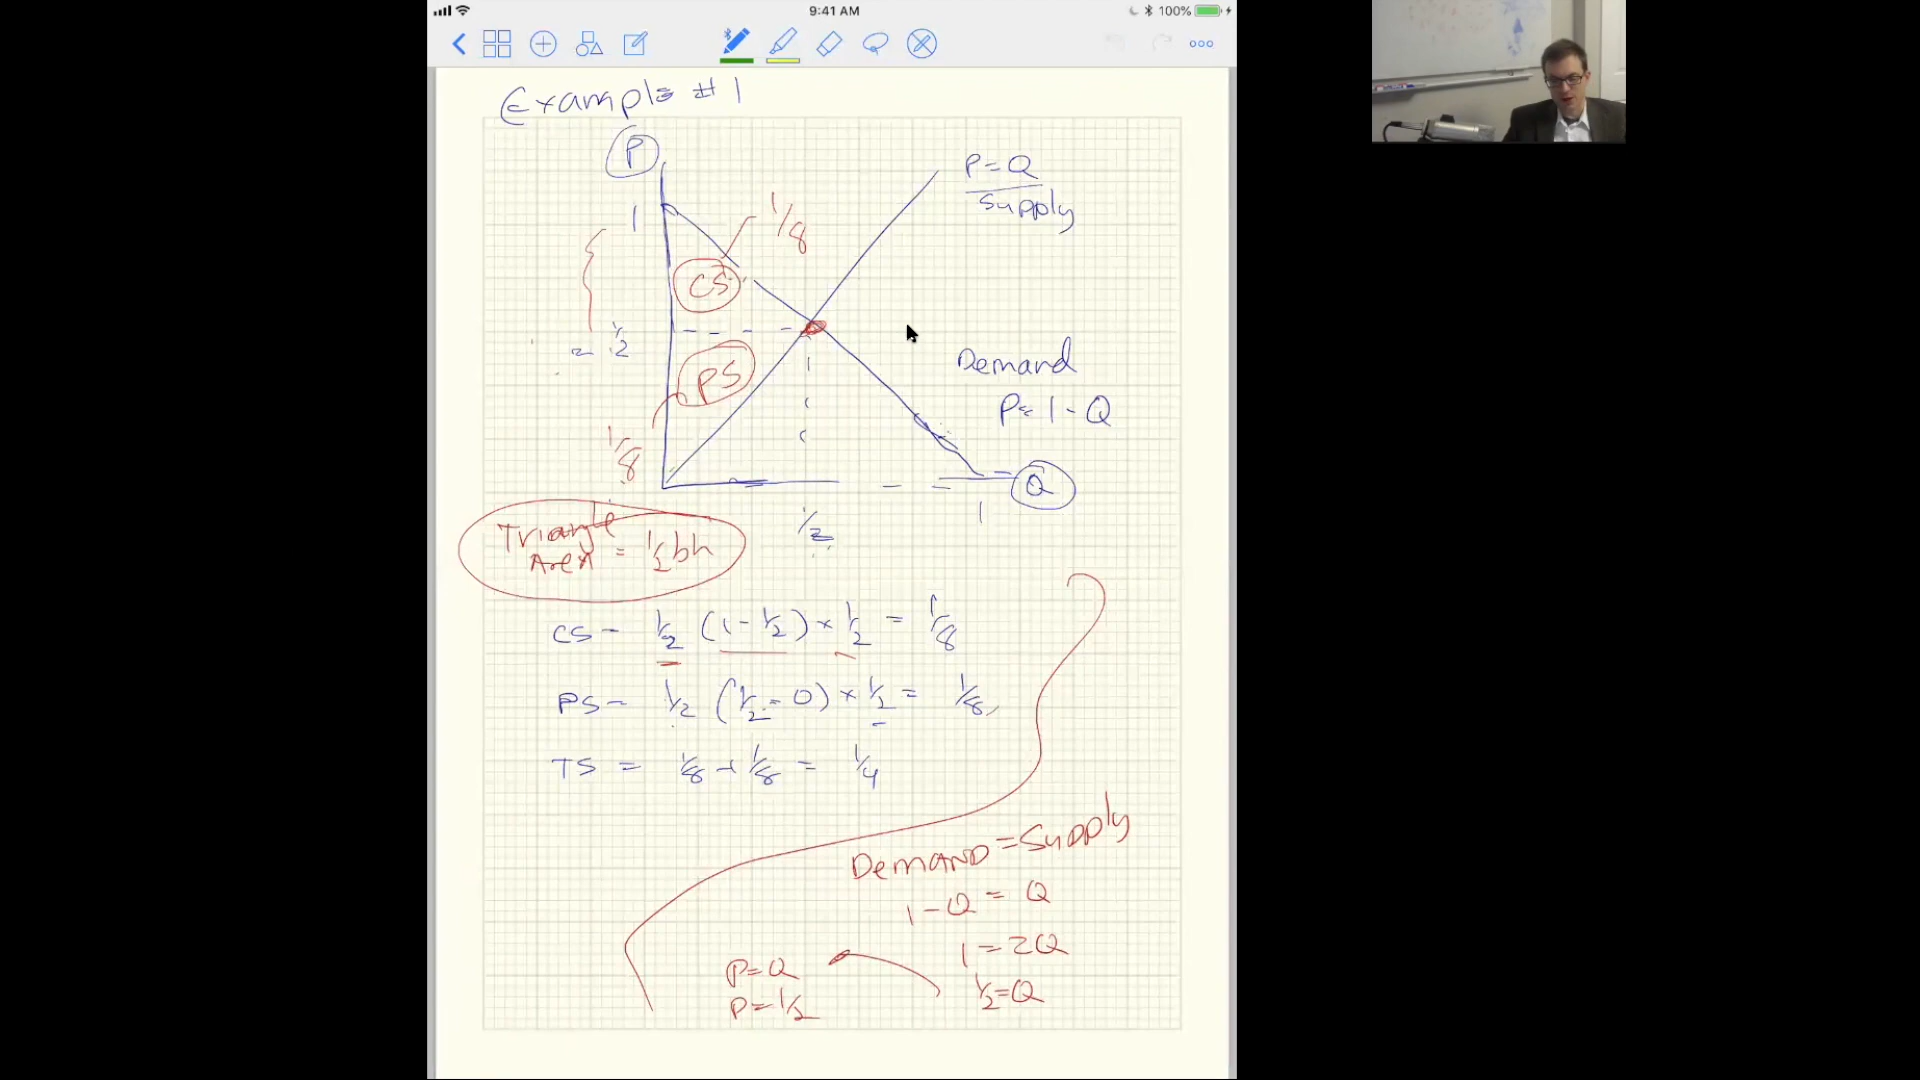 9:41 AM
100%
Example #1
P
P=Q
Supply
1
1/8
CS
1/2
PS
Demand
P=1-Q
1/8
Q
1
1/2
Triangle
Area = 1/2 bh
CS = 1/2 (1-1/2) × 1/2 = 1/8
PS = 1/2 (1/2-0) × 1/2 = 1/8
TS = 1/8 + 1/8 = 1/4
Demand = Supply
1-Q = Q
1 = 2Q
1/2 = Q
P=Q
P=1/2